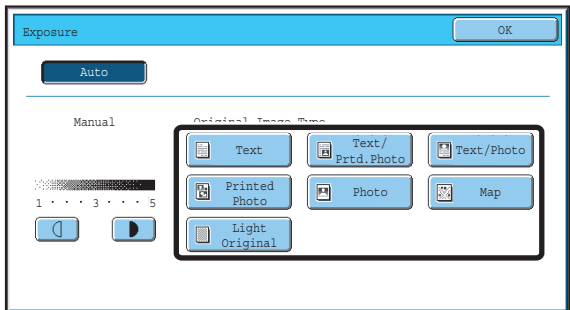 Exposure
OK
Auto
Manual
Original Image Type
Text
Text/
Prtd.Photo
Text/Photo
Printed
Photo
Photo
Map
1 · · · 3 · · · 5
Light
Original